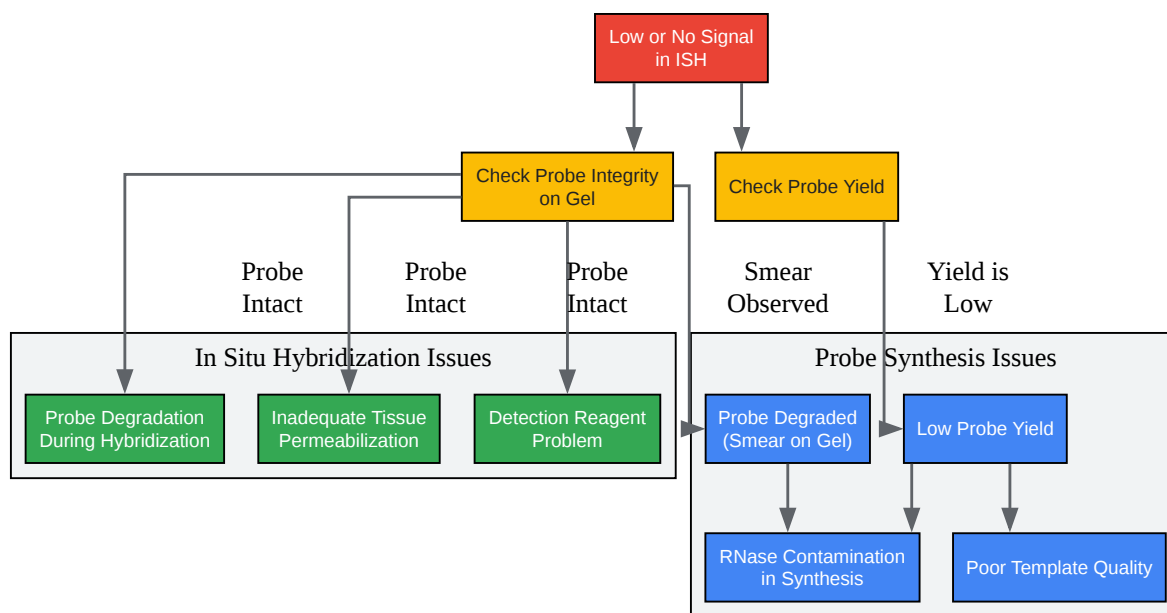 Low or No Signal
in ISH
Check Probe Integrity
on Gel
Check Probe Yield
Probe
Intact
Probe
Intact
Probe
Intact
Smear
Observed
Yield is
Low
In Situ Hybridization Issues
Probe Synthesis Issues
Probe Degradation
During Hybridization
Inadequate Tissue
Permeabilization
Detection Reagent
Problem
Probe Degraded
(Smear on Gel)
Low Probe Yield
RNase Contamination
in Synthesis
Poor Template Quality